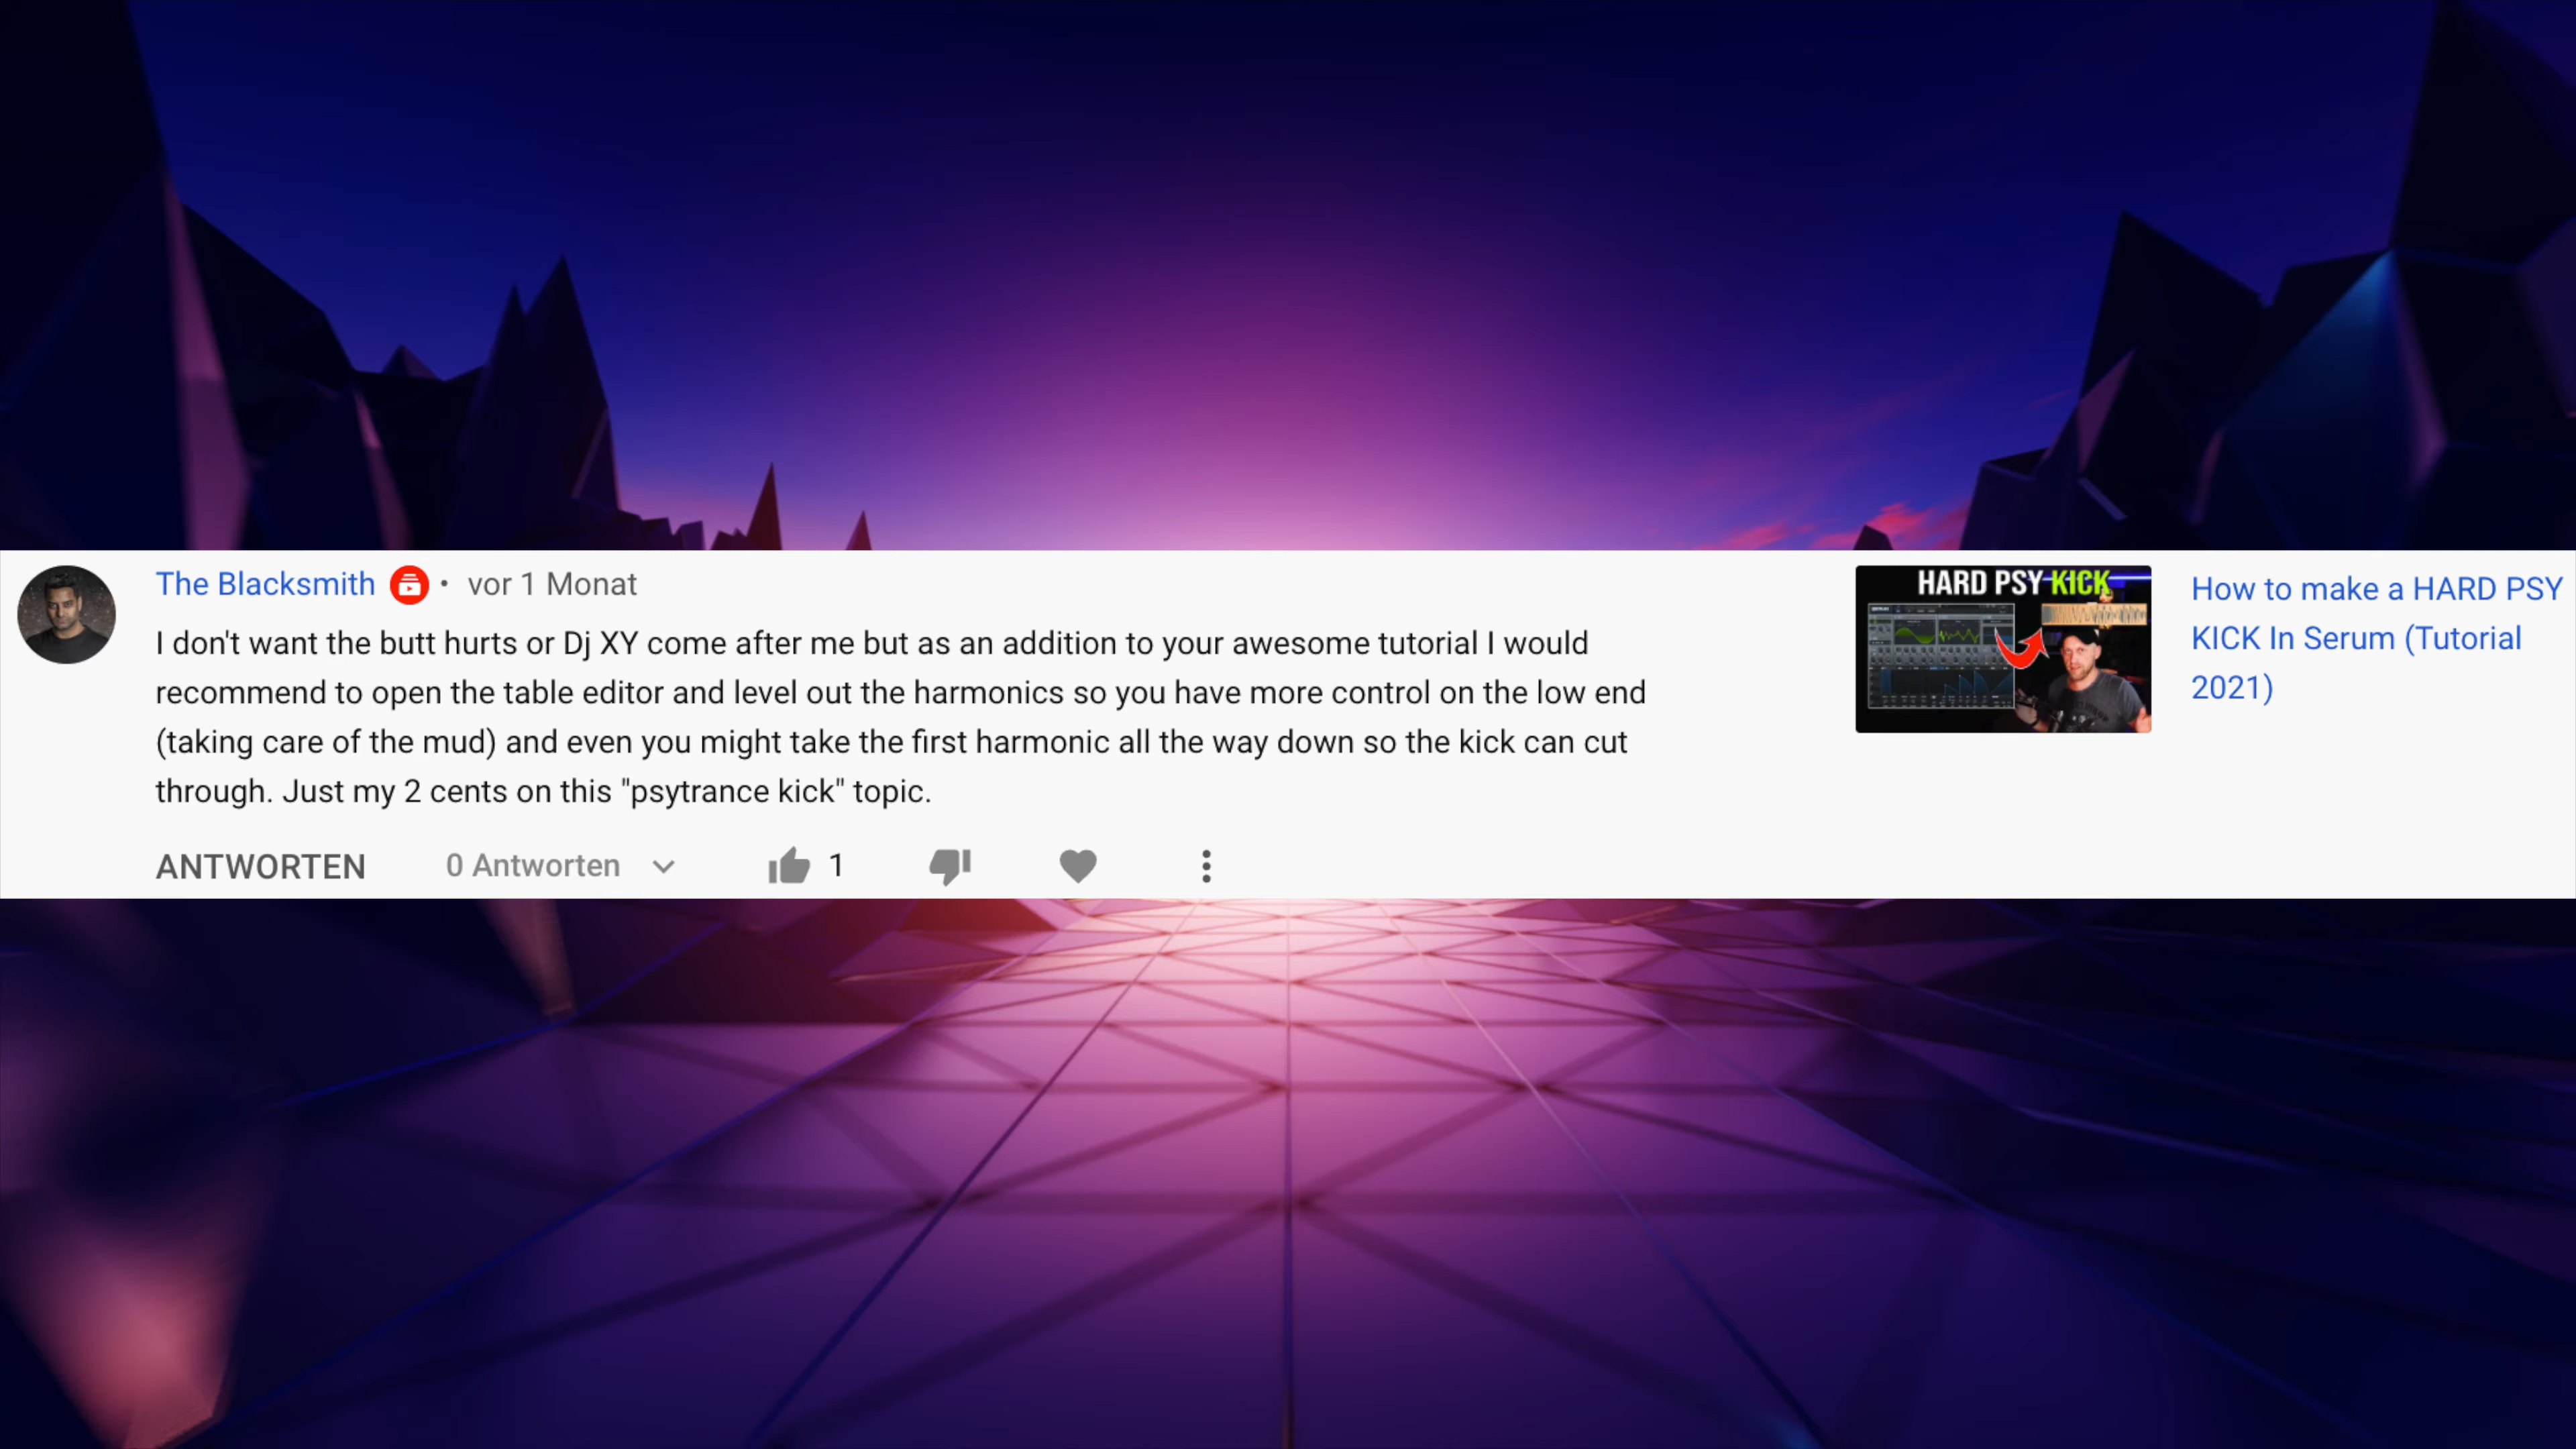 The Blacksmith • vor 1 Monat
I don't want the butt hurts or Dj XY come after me but as an addition to your awesome tutorial I would
recommend to open the table editor and level out the harmonics so you have more control on the low end
(taking care of the mud) and even you might take the first harmonic all the way down so the kick can cut
through. Just my 2 cents on this "psytrance kick" topic.
ANTWORTEN 0 Antworten 1
HARD PSY KICK
How to make a HARD PSY
KICK In Serum (Tutorial
2021)